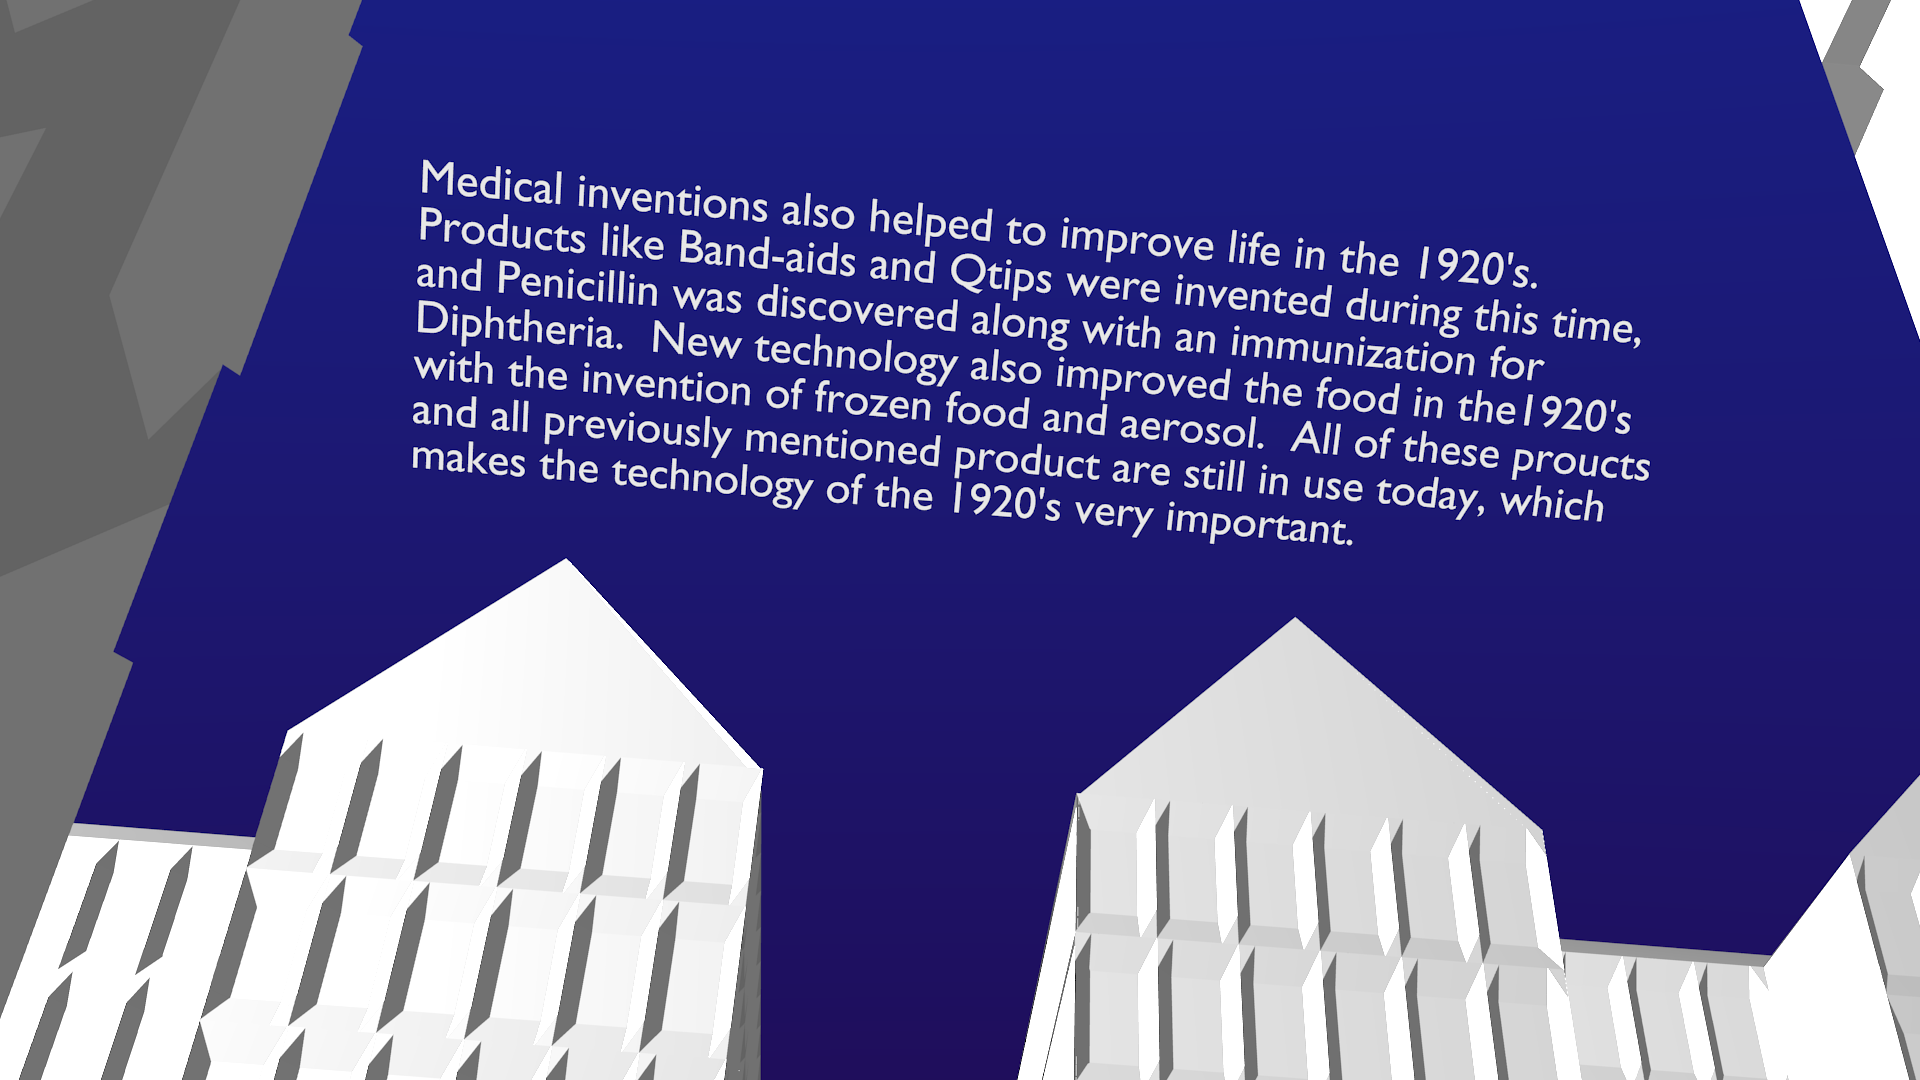 Medical inventions also helped to improve life in the 1920's.
Products like Band-aids and Qtips were invented during this time,
and Penicillin was discovered along with an immunization for
Diphtheria.  New technology also improved the food in the1920's
with the invention of frozen food and aerosol.  All of these proucts
and all previously mentioned product are still in use today, which
makes the technology of the 1920's very important.